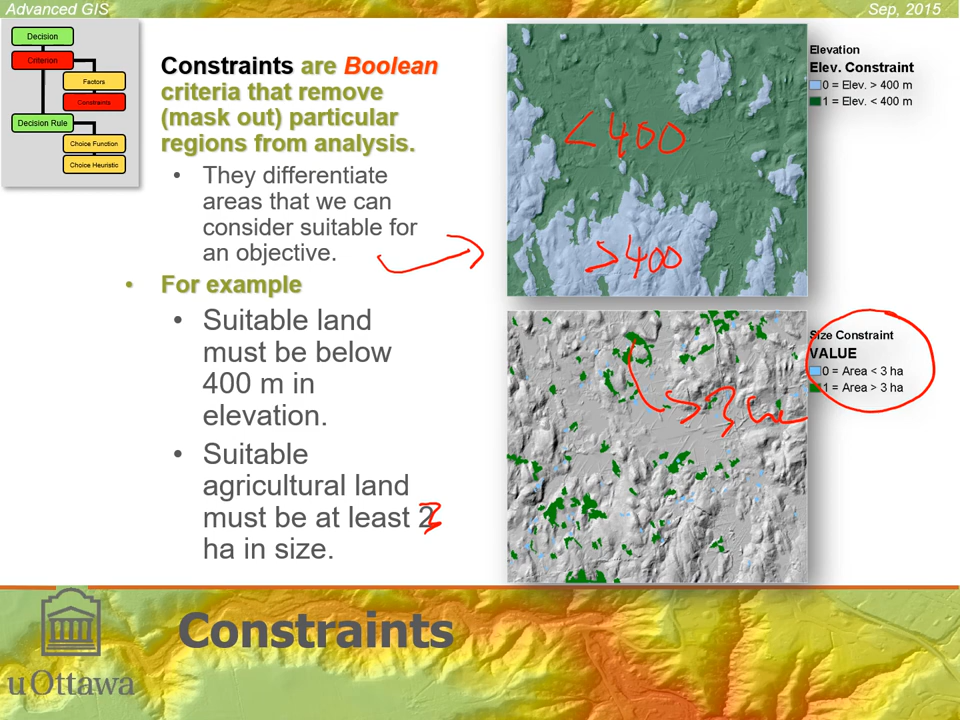 Advanced GIS
Sep, 2015
Decision
Criterion
Factors
Constraints
Decision Rule
Choice Function
Choice Heuristic
Constraints are Boolean
criteria that remove
(mask out) particular
regions from analysis.
• They differentiate
areas that we can
consider suitable for
an objective.
• For example
• Suitable land
must be below
400 m in
elevation.
• Suitable
agricultural land
must be at least 2 3
ha in size.
Elevation
Elev. Constraint
0 = Elev. > 400 m
1 = Elev. < 400 m
< 400
> 400
Size Constraint
VALUE
0 = Area < 3 ha
1 = Area > 3 ha
> 3 ha
Constraints
uOttawa